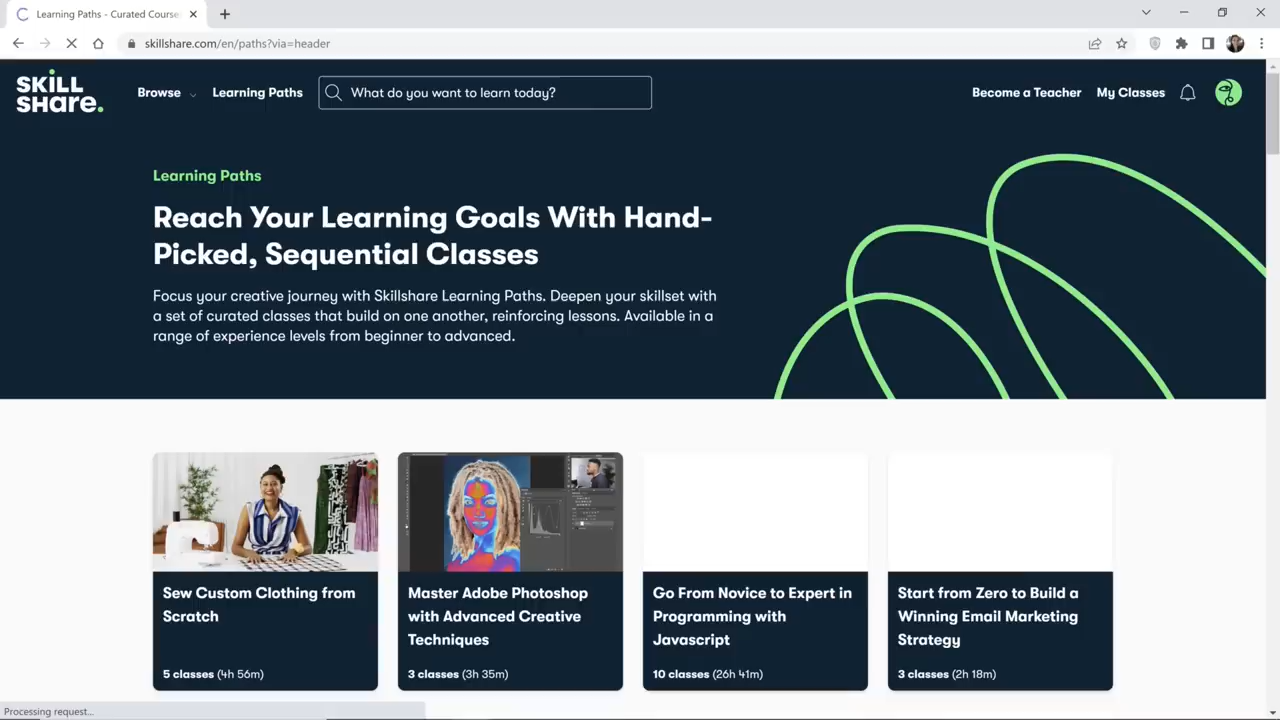 Learning Paths - Curated Course
skillshare.com/en/paths?via=header
SKILL
SHARE.
Browse
Learning Paths
What do you want to learn today?
Become a Teacher
My Classes
Learning Paths
Reach Your Learning Goals With Hand-
Picked, Sequential Classes
Focus your creative journey with Skillshare Learning Paths. Deepen your skillset with
a set of curated classes that build on one another, reinforcing lessons. Available in a
range of experience levels from beginner to advanced.
Sew Custom Clothing from
Scratch
5 classes (4h 56m)
Master Adobe Photoshop
with Advanced Creative
Techniques
3 classes (3h 35m)
Go From Novice to Expert in
Programming with
Javascript
10 classes (26h 41m)
Start from Zero to Build a
Winning Email Marketing
Strategy
3 classes (2h 18m)
Processing request...